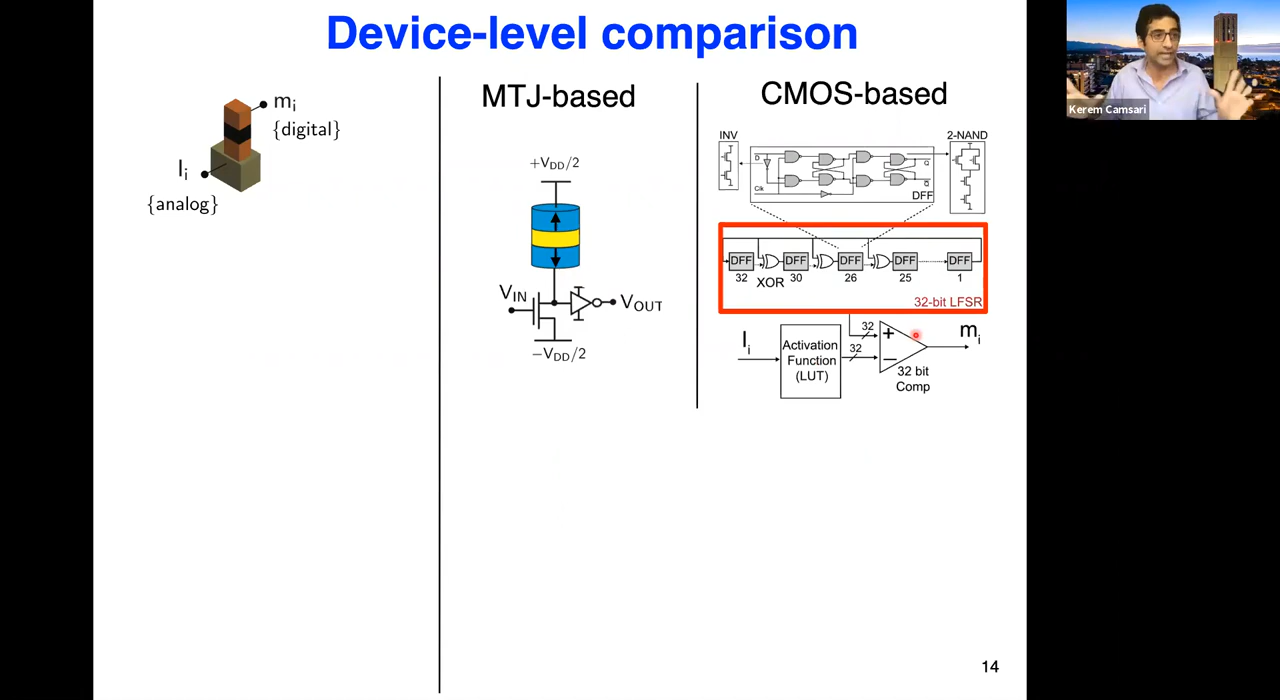 Device-level comparison
Kerem Camsari
mi
{digital}
Ii
{analog}
MTJ-based
+VDD/2
VIN
VOUT
−VDD/2
CMOS-based
INV
2-NAND
D
Q
Clk
Q
DFF
DFF
DFF
DFF
DFF
DFF
32
XOR
30
26
25
1
32-bit LFSR
Ii
Activation
Function
(LUT)
32
32
+
−
mi
32 bit
Comp
14